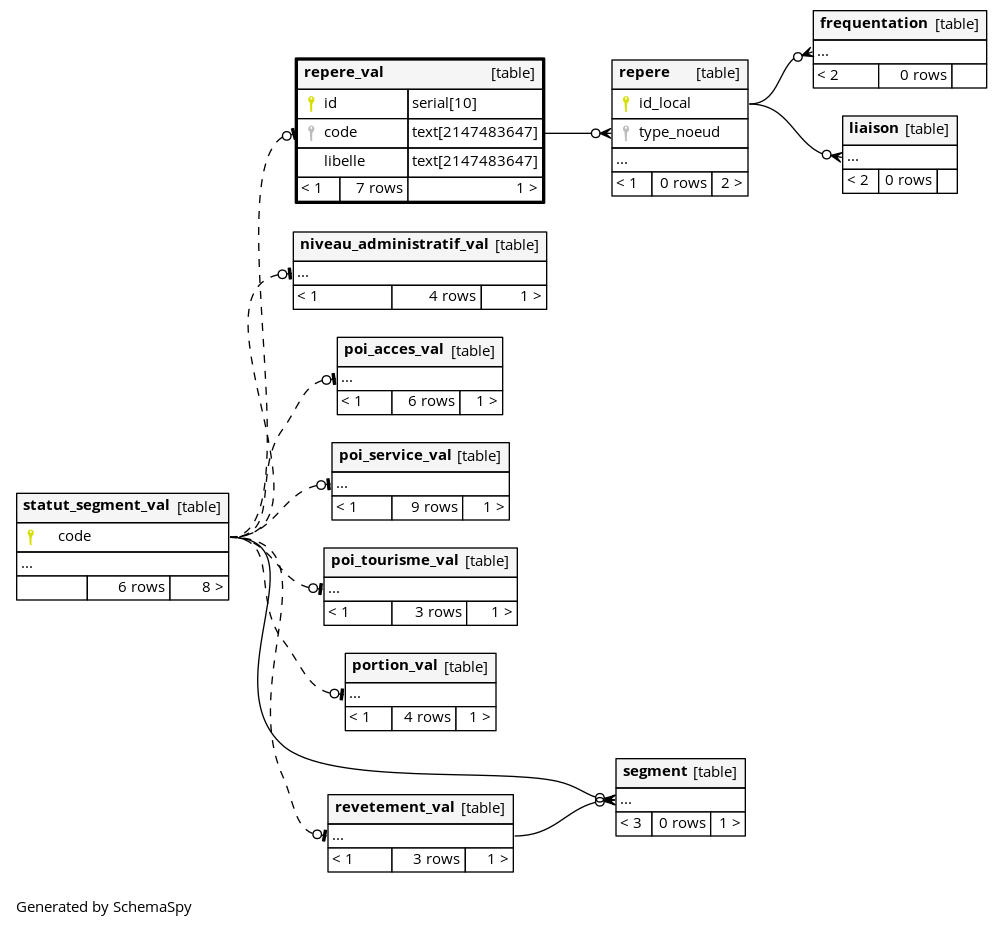 frequentation [table]
...
< 2 0 rows
repere_val [table]
id serial[10]
code text[2147483647]
libelle text[2147483647]
< 1 7 rows 1 >
repere [table]
id_local
type_noeud
...
< 1 0 rows 2 >
liaison [table]
...
< 2 0 rows
niveau_administratif_val [table]
...
< 1 4 rows 1 >
poi_acces_val [table]
...
< 1 6 rows 1 >
poi_service_val [table]
...
< 1 9 rows 1 >
statut_segment_val [table]
code
...
6 rows 8 >
poi_tourisme_val [table]
...
< 1 3 rows 1 >
portion_val [table]
...
< 1 4 rows 1 >
segment [table]
...
< 3 0 rows 1 >
revetement_val [table]
...
< 1 3 rows 1 >
Generated by SchemaSpy